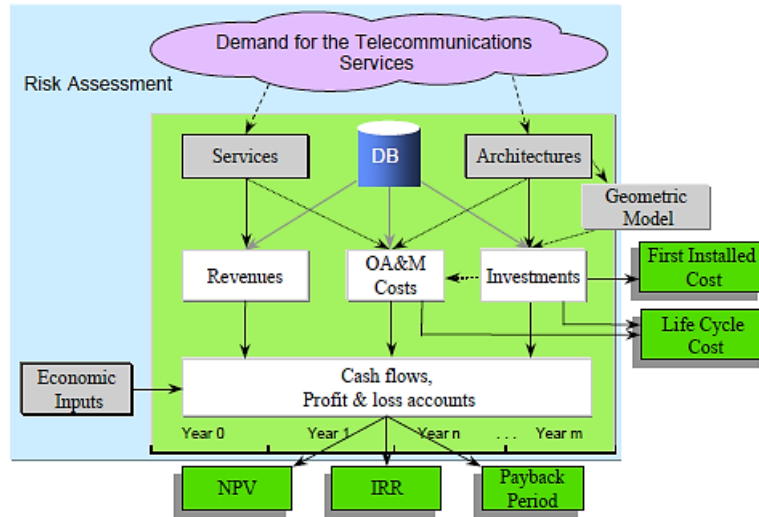 Demand for the Telecommunications
Services
Risk Assessment
Services
DB
Architectures
Geometric
Model
Revenues
OA&M
Costs
Investments
First Installed
Cost
Life Cycle
Cost
Economic
Inputs
Cash flows,
Profit & loss accounts
Year 0 Year 1 Year n . . . Year m
NPV
IRR
Payback
Period